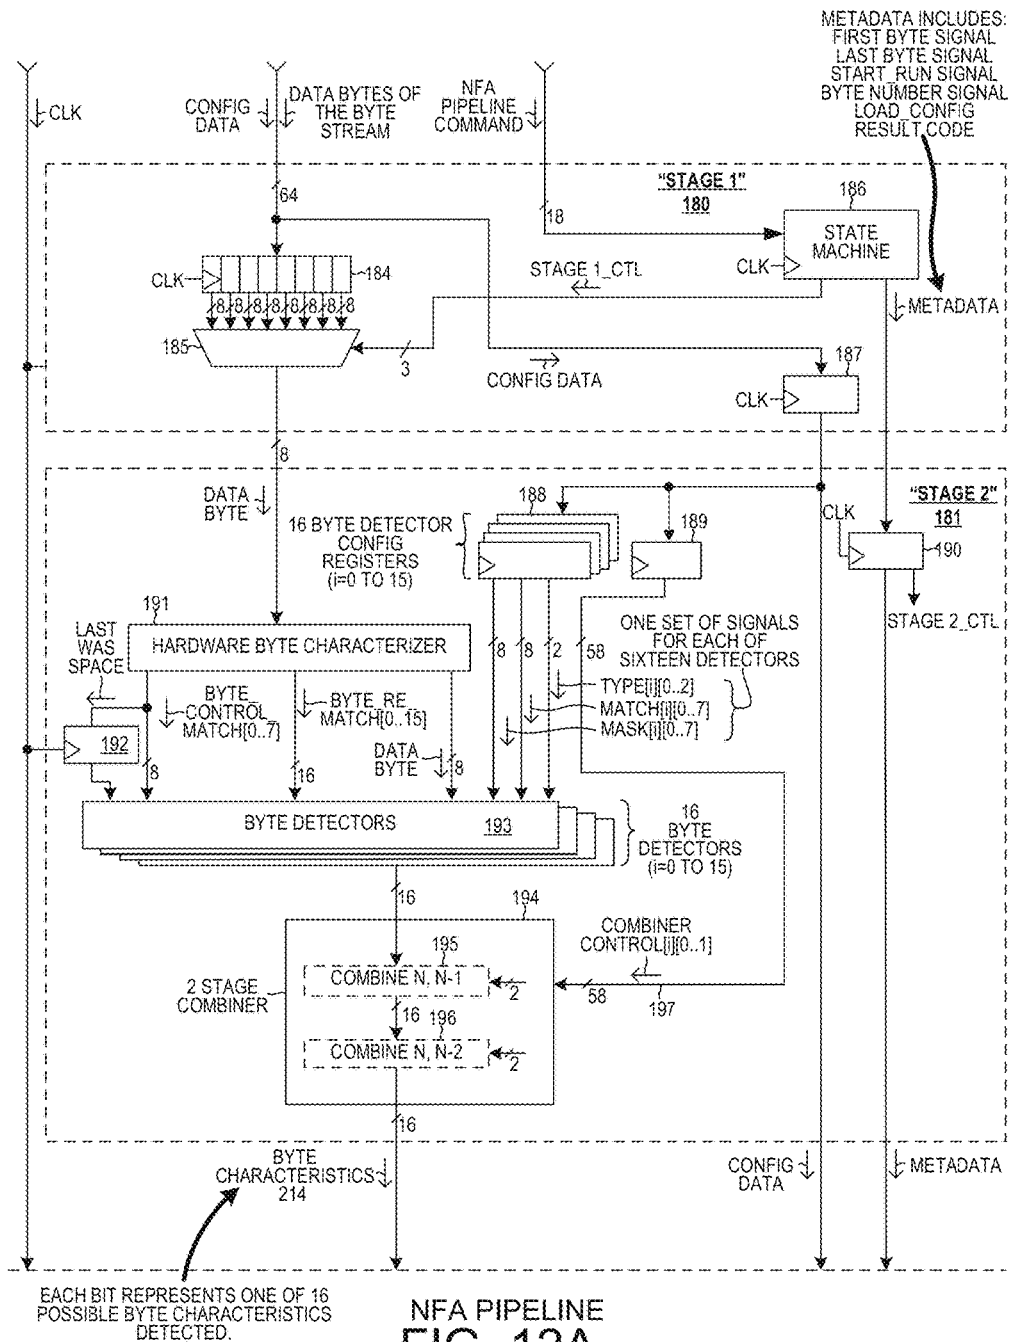 METADATA INCLUDES:
FIRST BYTE SIGNAL
LAST BYTE SIGNAL
START_RUN SIGNAL
BYTE NUMBER SIGNAL
LOAD_CONFIG
RESULT CODE
CLK
CONFIG
DATA
DATA BYTES OF
THE BYTE
STREAM
NFA
PIPELINE
COMMAND
64
18
"STAGE 1"
180
186
STATE
MACHINE
CLK
METADATA
CLK
184
8 8 8 8 8 8 8 8
185
STAGE 1_CTL
3
CONFIG DATA
187
CLK
8
DATA
BYTE
188
16 BYTE DETECTOR
CONFIG
REGISTERS
(i=0 TO 15)
189
"STAGE 2"
181
CLK
190
STAGE 2_CTL
191
HARDWARE BYTE CHARACTERIZER
LAST
WAS
SPACE
192
BYTE_
CONTROL_
MATCH[0..7]
8
BYTE_RE_
MATCH[0..15]
16
DATA
BYTE
8
8
8
2
58
ONE SET OF SIGNALS
FOR EACH OF
SIXTEEN DETECTORS
TYPE[i][0..2]
MATCH[i][0..7]
MASK[i][0..7]
BYTE DETECTORS
193
16
BYTE
DETECTORS
(i=0 TO 15)
16
194
2 STAGE
COMBINER
195
COMBINE N, N-1
2
16
196
COMBINE N, N-2
2
COMBINER
CONTROL[i][0..1]
58
197
16
BYTE
CHARACTERISTICS
214
CONFIG
DATA
METADATA
EACH BIT REPRESENTS ONE OF 16
POSSIBLE BYTE CHARACTERISTICS
DETECTED.
NFA PIPELINE
FIG. 13A